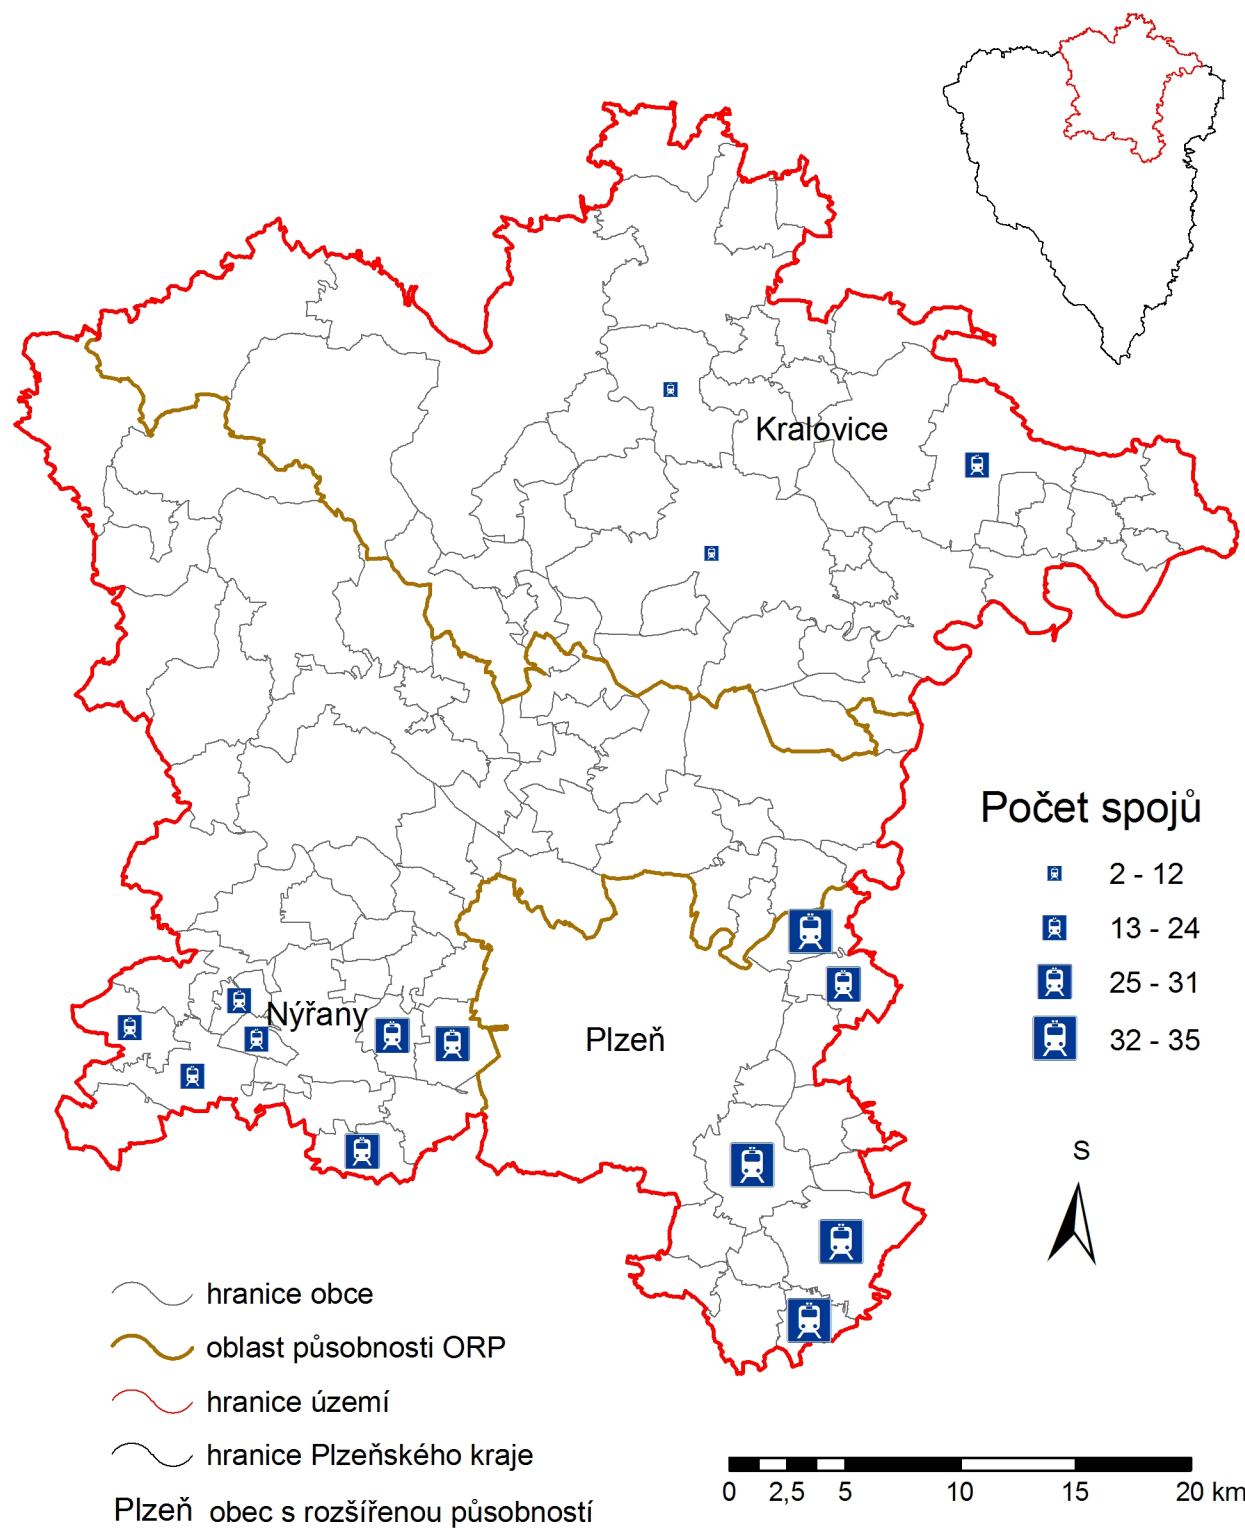 Kralovice
Počet spojů
2 - 12
13 - 24
25 - 31
32 - 35
Nýřany
Plzeň
S
hranice obce
oblast působnosti ORP
hranice území
hranice Plzeňského kraje
Plzeň obec s rozšířenou působností
0 2,5 5 10 15 20 km